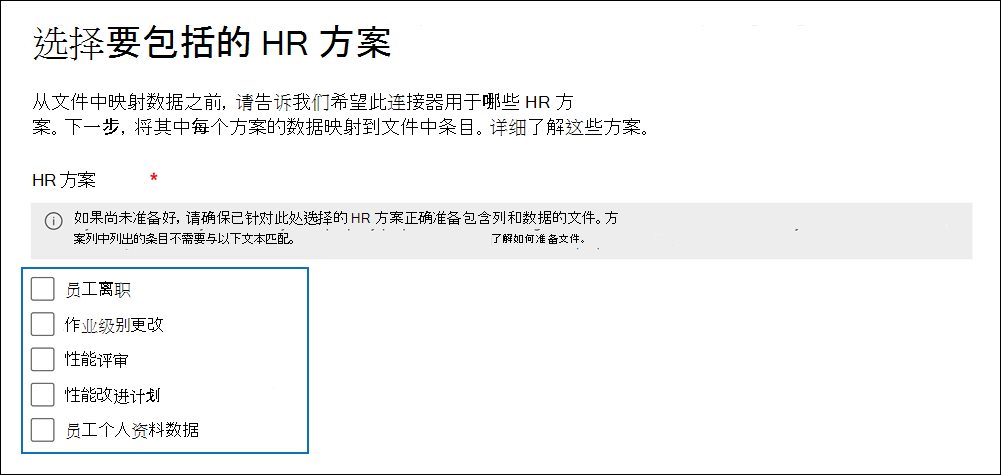 选择要包括的 HR 方案
从文件中映射数据之前, 请告诉我们希望此连接器用于哪些 HR 方
案。下一步, 将其中每个方案的数据映射到文件中条目。详细了解这些方案。
HR 方案 *
如果尚未准备好, 请确保已针对此处选择的 HR 方案正确准备包含列和数据的文件。方
案列中列出的条目不需要与以下文本匹配。 了解如何准备文件。
员工离职
作业级别更改
性能评审
性能改进计划
员工个人资料数据